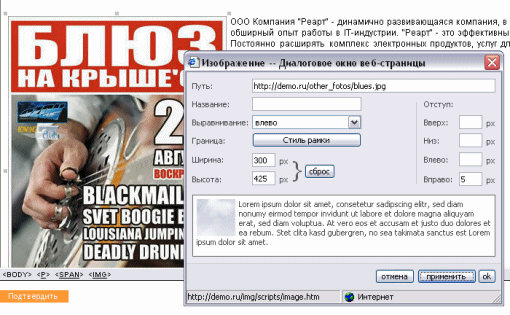 ООО Компания "Реарт" - динамично развивающаяся компания, в
обширный опыт работы в IT-индустрии. "Реарт" - это эффективны
Постоянно расширять комплекс электронных продуктов, услуг дл
БЛЮЗ
НА КРЫШЕ'
2
АВГ
ВОСКР
BLACKMAIL
SVET BOOGIE B
LOUISIANA JUMPIN
DEADLY DRUN
Изображение -- Диалоговое окно веб-страницы
Путь: http://demo.ru/other_fotos/blues.jpg
Название:
Отступ:
Выравнивание: влево
Вверх: px
Граница: Стиль рамки
Низ: px
Ширина: 300 px
сброс
Влево: px
Высота: 425 px
Вправо: 5 px
Lorem ipsum dolor sit amet, consetetur sadipscing elitr, sed diam
nonumy eirmod tempor invidunt ut labore et dolore magna aliquyam
erat, sed diam voluptua. At vero eos et accusam et justo duo dolores et
ea rebum. Stet clita kasd gubergren, no sea takimata sanctus est Lorem
ipsum dolor sit amet.
отмена применить ok
http://demo.ru/img/scripts/image.htm Интернет
<BODY> <P> <SPAN> <IMG>
Подтвердить